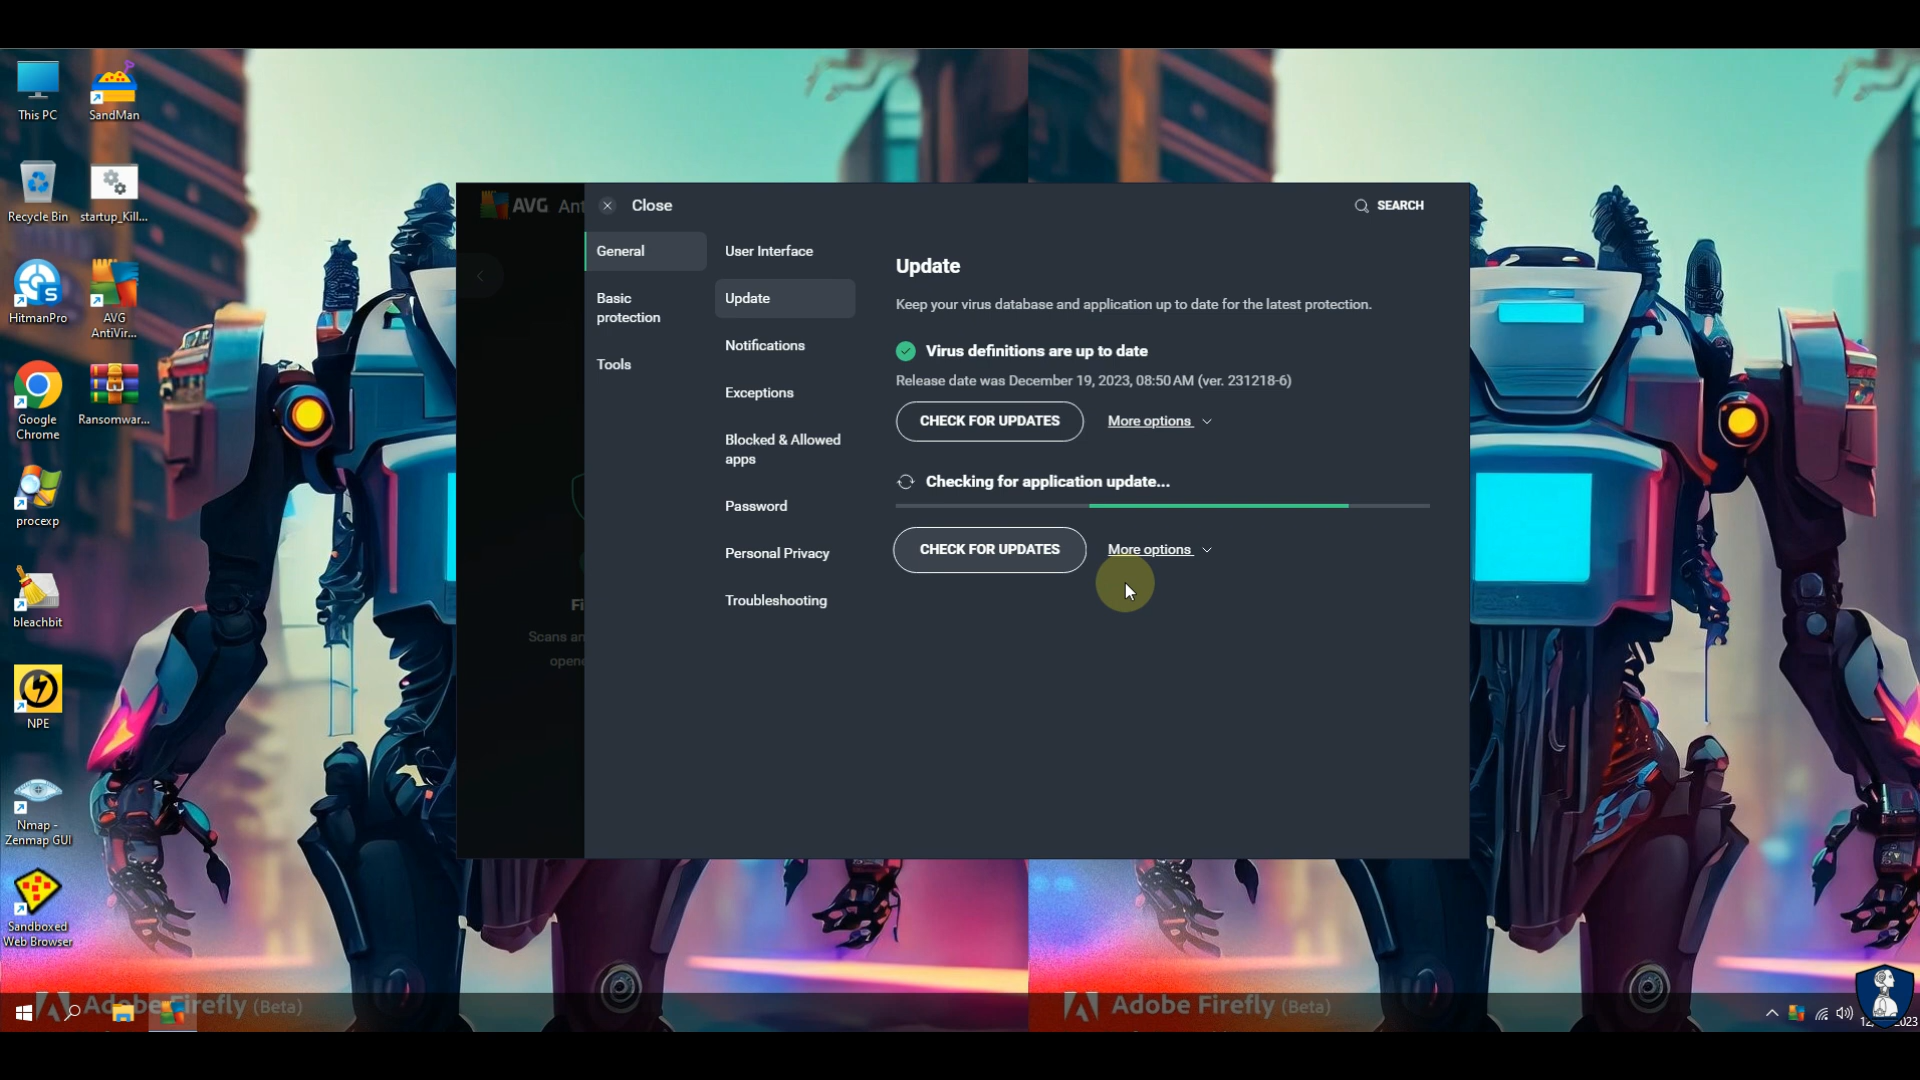 This PC
SandMan
Recycle Bin
startup_Kill...
HitmanPro
AVG
AntiVir...
Google
Chrome
Ransomwar...
procexp
bleachbit
NPE
Nmap -
Zenmap GUI
Sandboxed
Web Browser
AVG Ant
Close
SEARCH
General
Basic
protection
Tools
User Interface
Update
Notifications
Exceptions
Blocked & Allowed
apps
Password
Personal Privacy
Troubleshooting
Update
Keep your virus database and application up to date for the latest protection.
Virus definitions are up to date
Release date was December 19, 2023, 08:50 AM (ver. 231218-6)
CHECK FOR UPDATES
More options
Checking for application update...
CHECK FOR UPDATES
More options
Fi
Scans an
opene
Adobe Firefly (Beta)
Adobe Firefly (Beta)